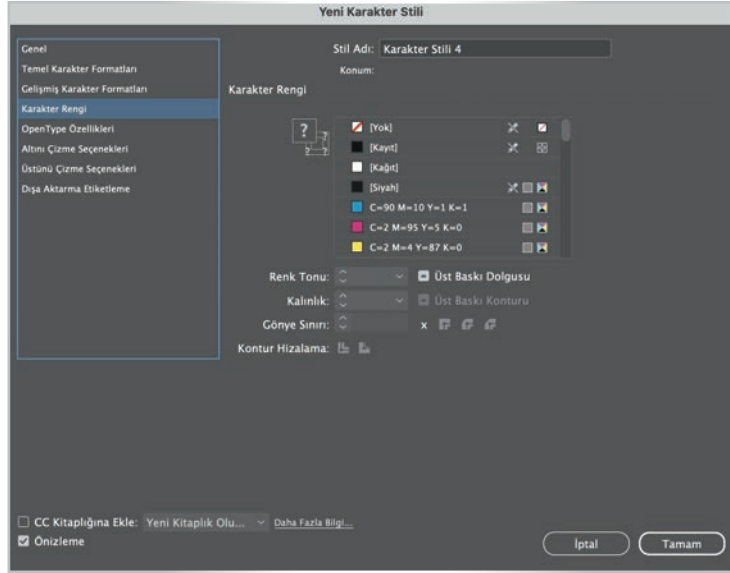 Yeni Karakter Stili
Genel
Temel Karakter Formatları
Gelişmiş Karakter Formatları
Karakter Rengi
OpenType Özellikleri
Altını Çizme Seçenekleri
Üstünü Çizme Seçenekleri
Dışa Aktarma Etiketleme
Stil Adı: Karakter Stili 4
Konum:
Karakter Rengi
[Yok]
[Kayıt]
[Kağıt]
[Siyah]
C=90 M=10 Y=1 K=1
C=2 M=95 Y=5 K=0
C=2 M=4 Y=87 K=0
Renk Tonu: Üst Baskı Dolgusu
Kalınlık: Üst Baskı Konturu
Gönye Sınırı: x
Kontur Hizalama:
CC Kitaplığına Ekle: Yeni Kitaplık Olu... Daha Fazla Bilgi...
Önizleme
İptal Tamam